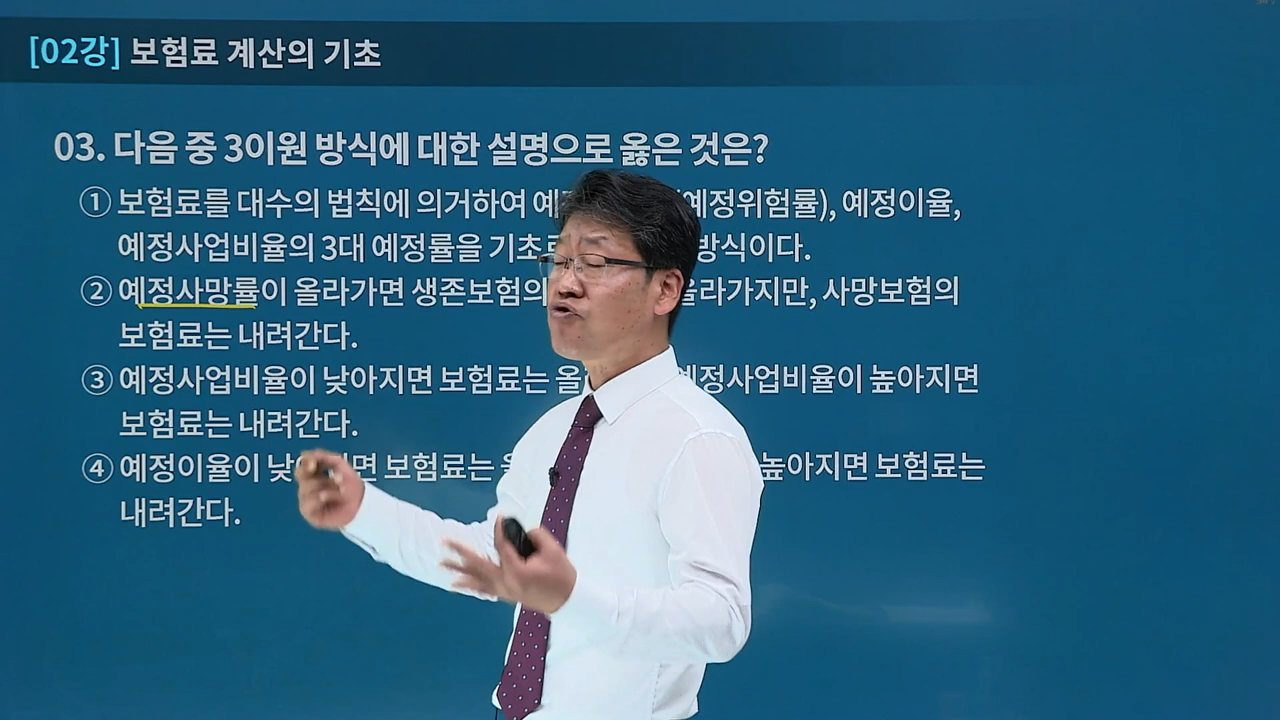 [02강] 보험료 계산의 기초
03. 다음 중 3이원 방식에 대한 설명으로 옳은 것은?
① 보험료를 대수의 법칙에 의거하여 예정위험률), 예정이율,
예정사업비율의 3대 예정률을 기초 방식이다.
② 예정사망률이 올라가면 생존보험의 올라가지만, 사망보험의
보험료는 내려간다.
③ 예정사업비율이 낮아지면 보험료는 예정사업비율이 높아지면
보험료는 내려간다.
④ 예정이율이 보험료는 높아지면 보험료는
내려간다.